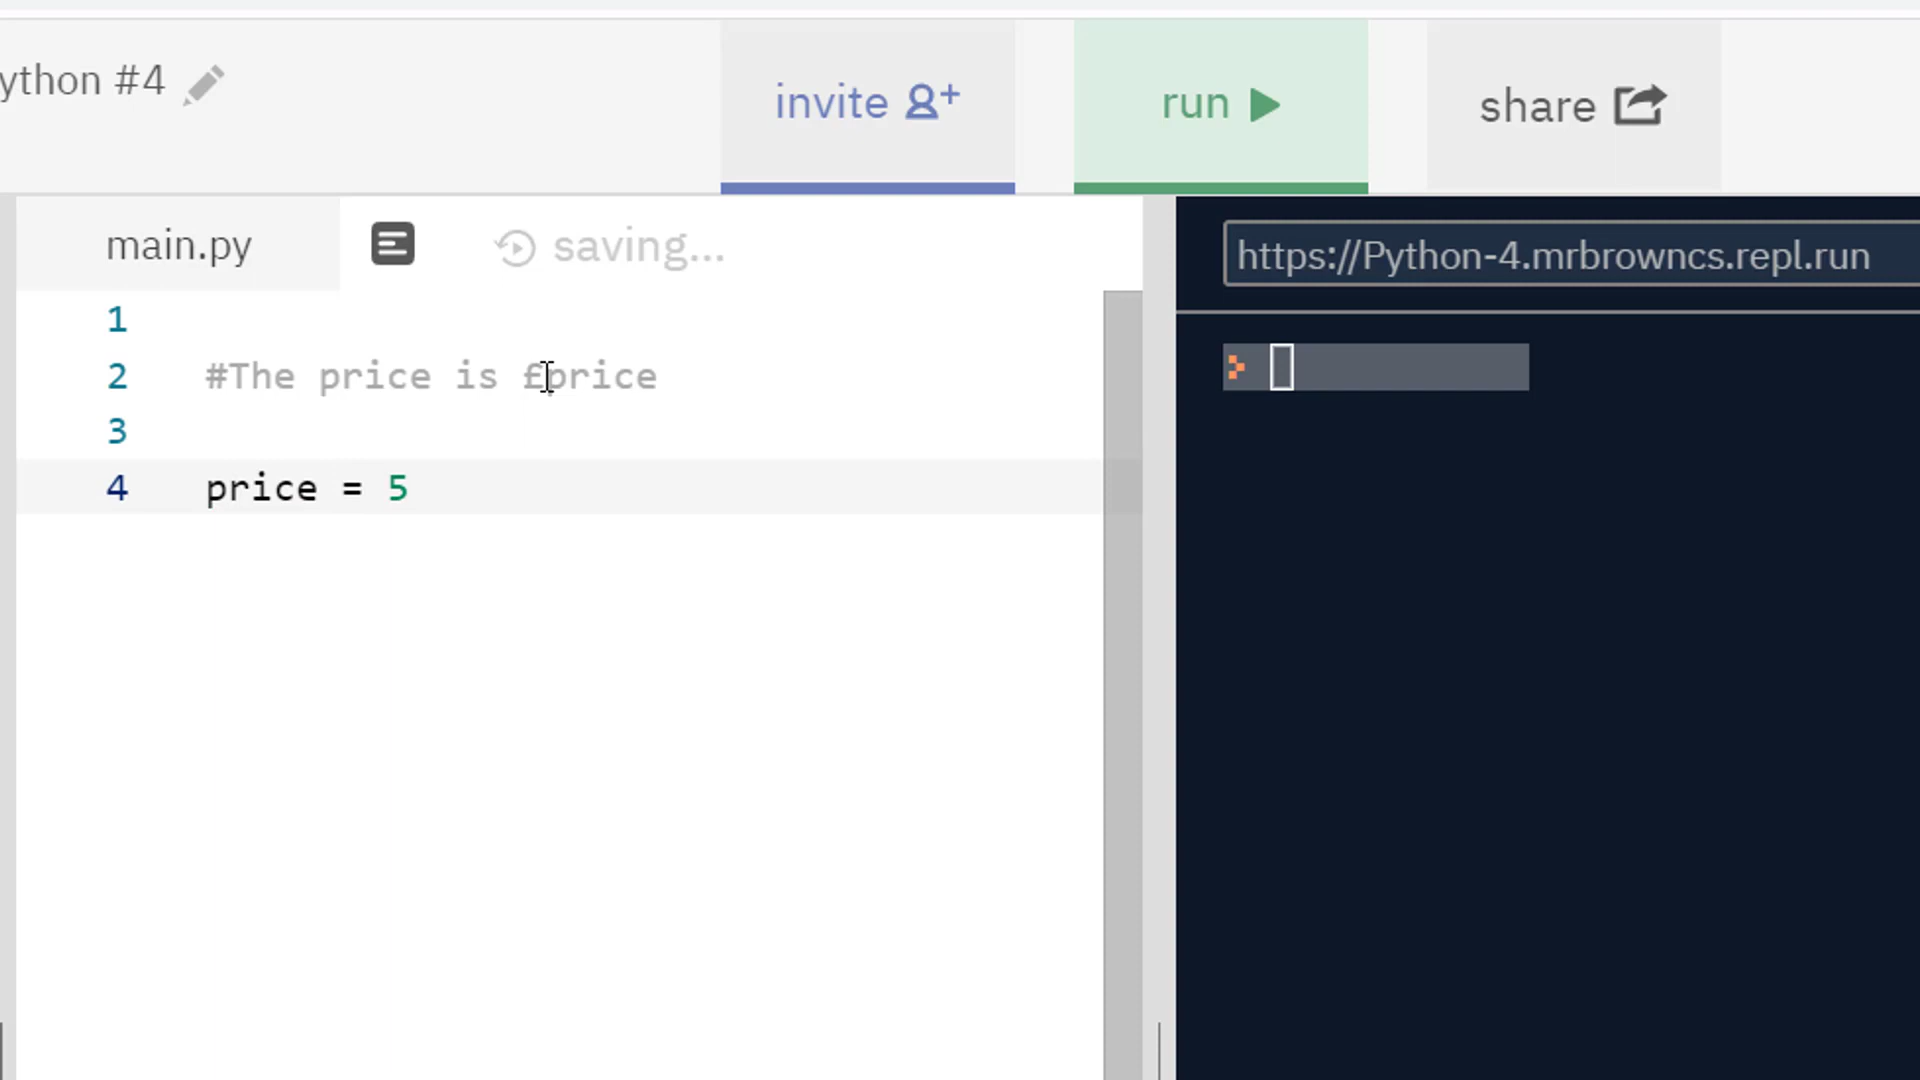 ython #4
invite
run
share
main.py
saving...
https://Python-4.mrbrowncs.repl.run
1
2 #The price is £price
3
4 price = 5